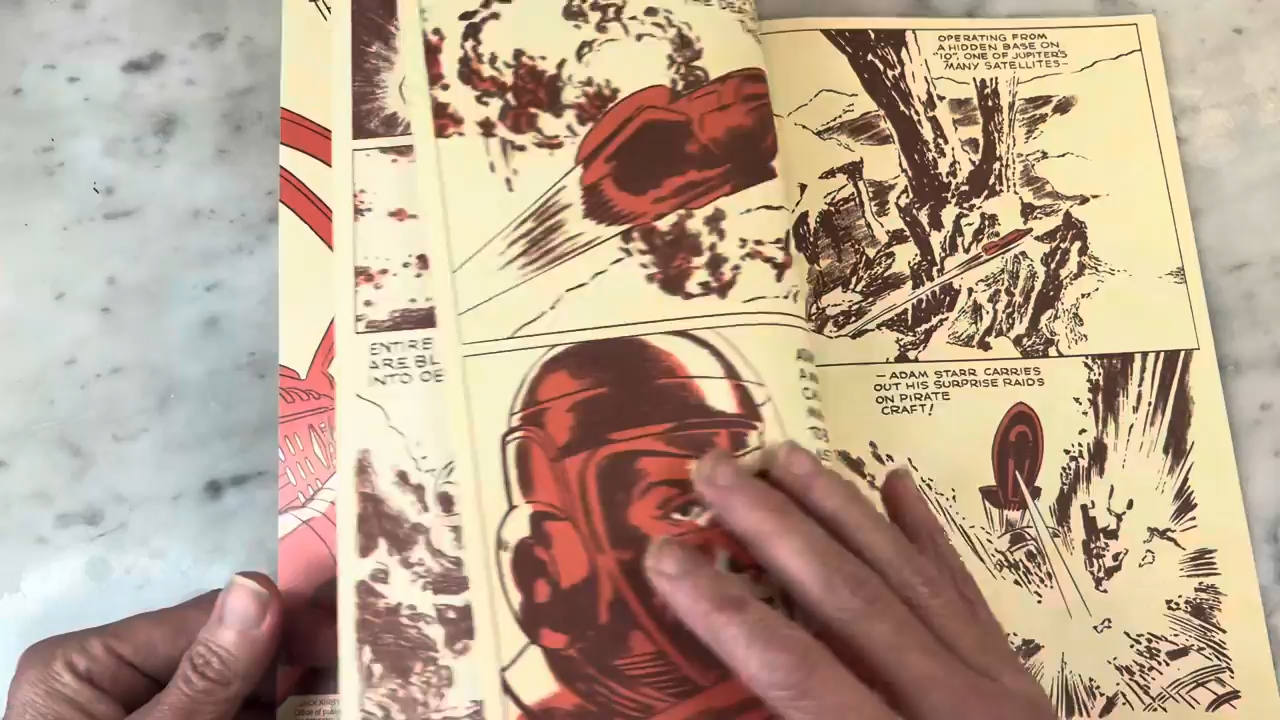 ENTIRE
ARE BL
INTO
OPERATING FROM
A HIDDEN BASE ON
"IO", ONE OF JUPITER'S
MANY SATELLITES—
—ADAM STARR CARRIES
OUT HIS SURPRISE RAIDS
ON PIRATE
CRAFT!